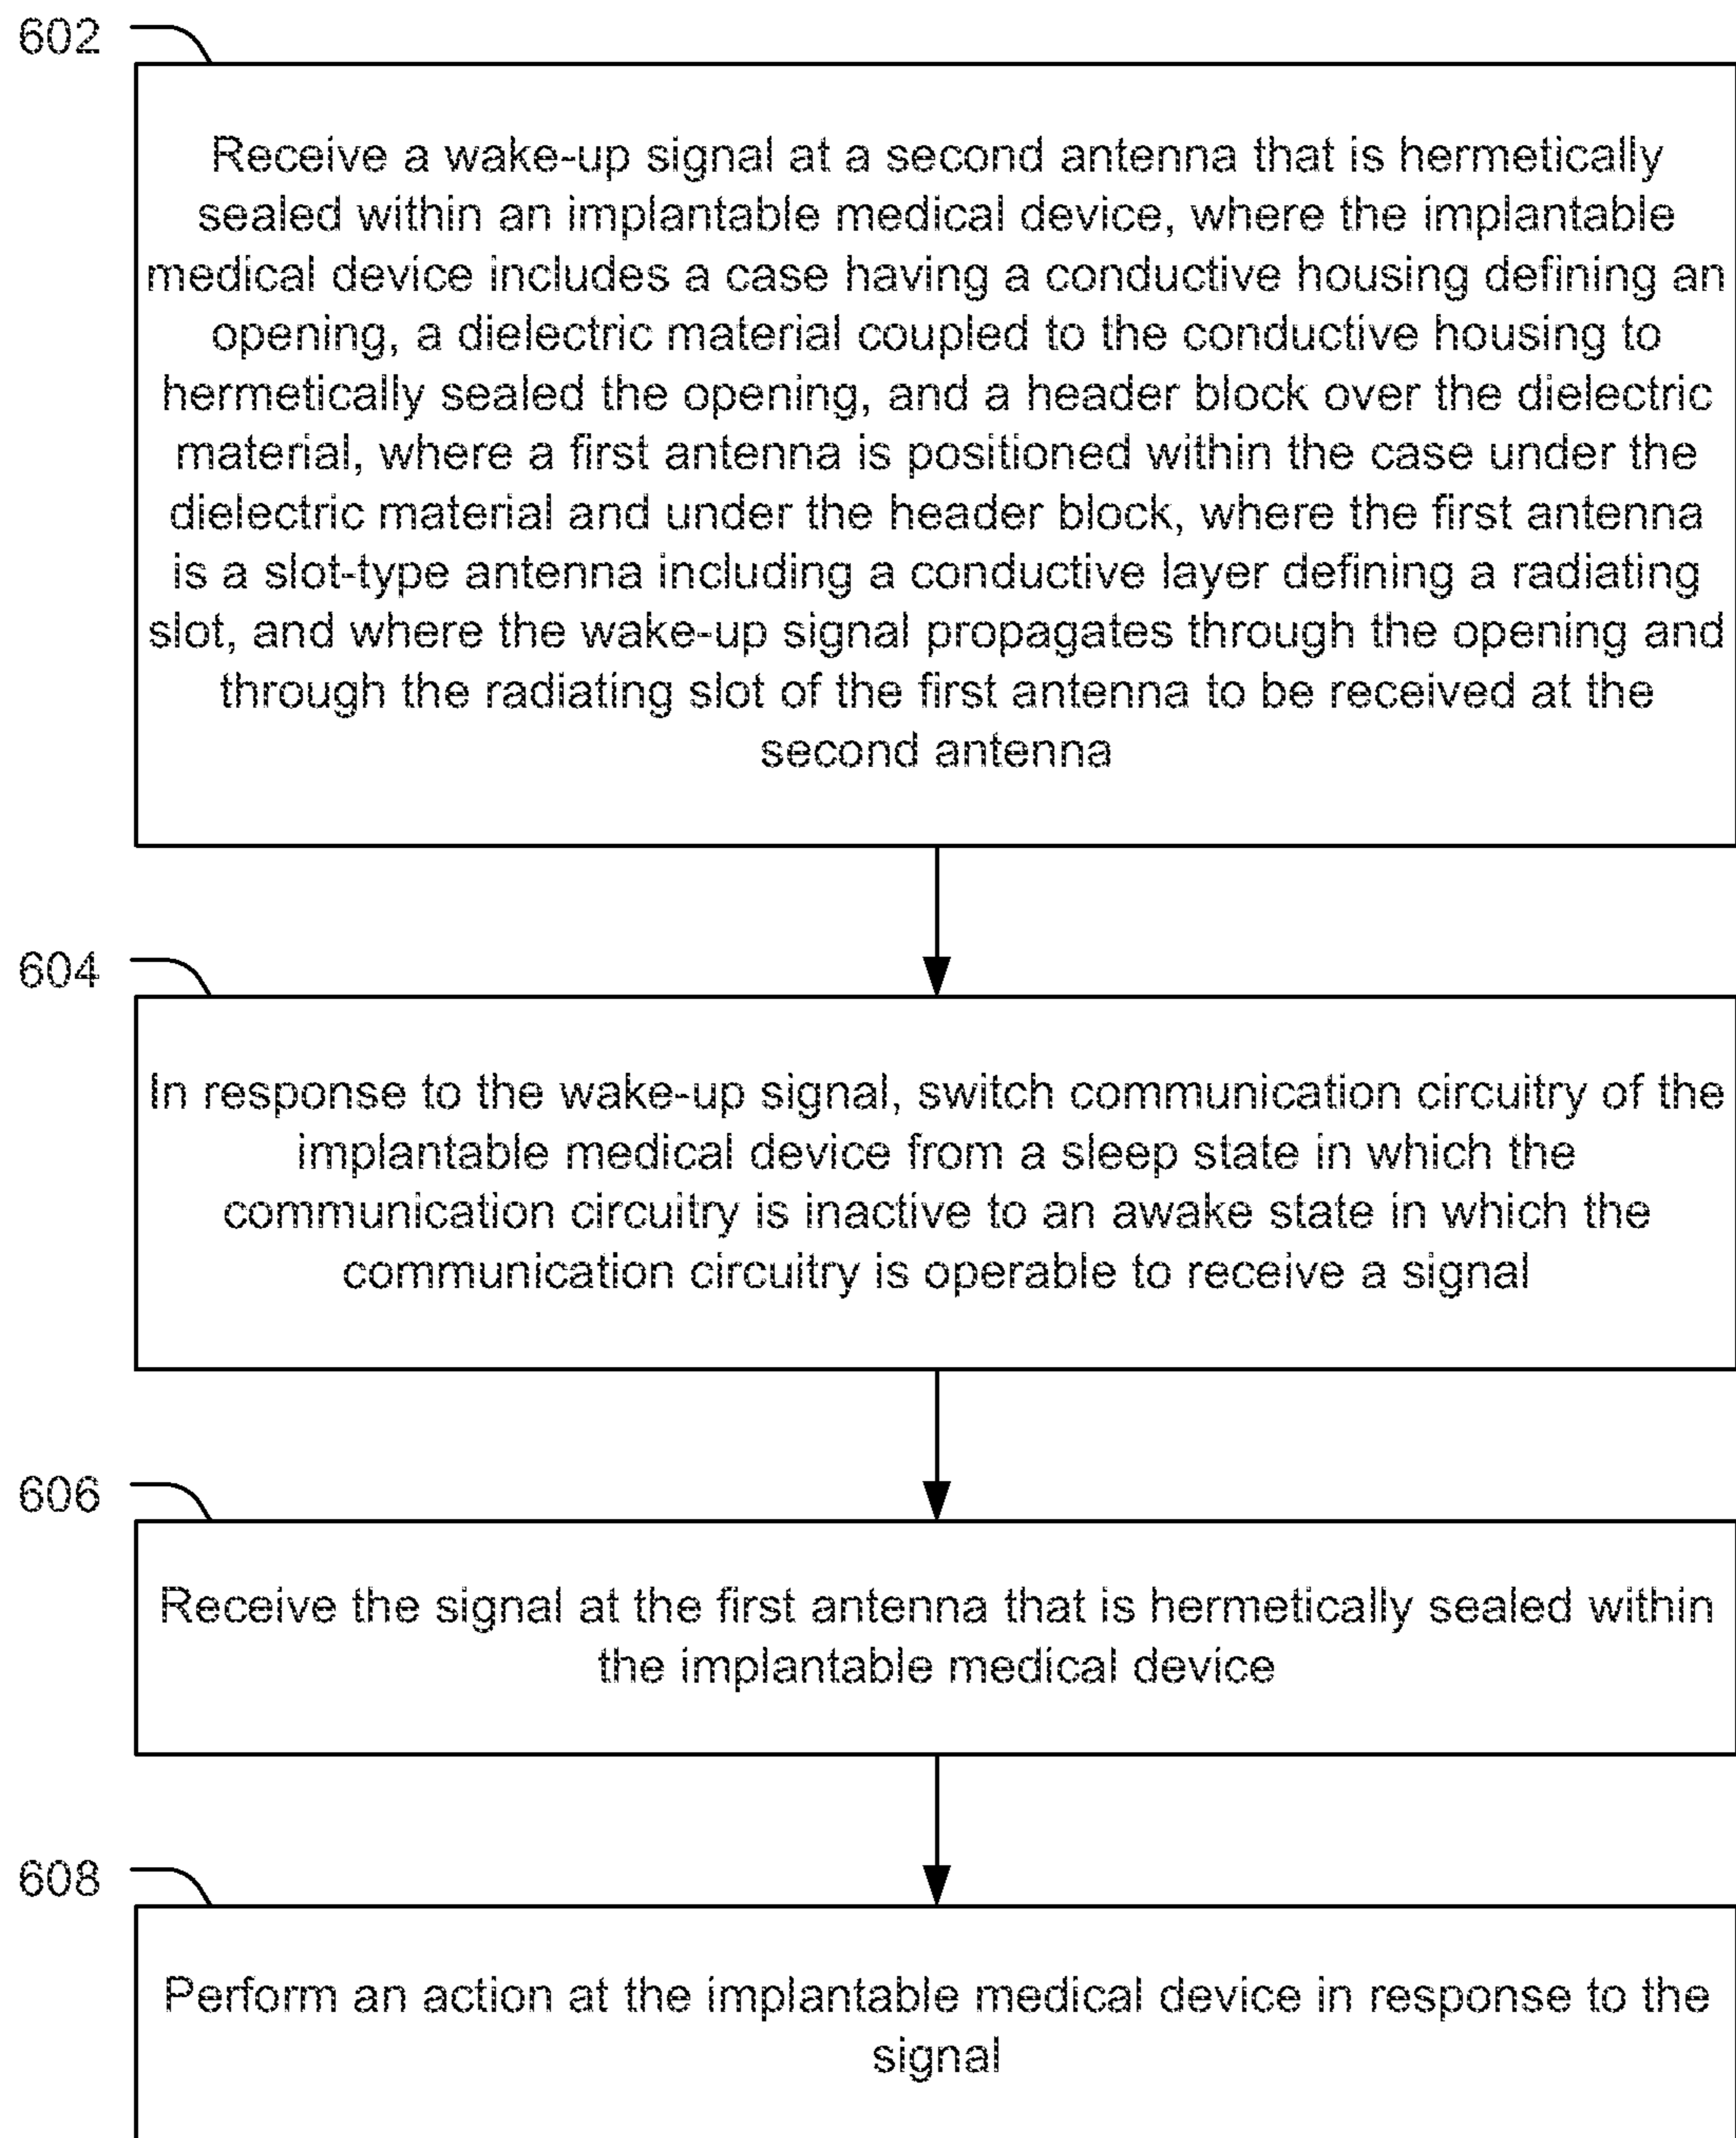 602
Receive a wake-up signal at a second antenna that is hermetically
sealed within an implantable medical device, where the implantable
medical device includes a case having a conductive housing defining an
opening, a dielectric material coupled to the conductive housing to
hermetically sealed the opening, and a header block over the dielectric
material, where a first antenna is positioned within the case under the
dielectric material and under the header block, where the first antenna
is a slot-type antenna including a conductive layer defining a radiating
slot, and where the wake-up signal propagates through the opening and
through the radiating slot of the first antenna to be received at the
second antenna
604
In response to the wake-up signal, switch communication circuitry of the
implantable medical device from a sleep state in which the
communication circuitry is inactive to an awake state in which the
communication circuitry is operable to receive a signal
606
Receive the signal at the first antenna that is hermetically sealed within
the implantable medical device
608
Perform an action at the implantable medical device in response to the
signal